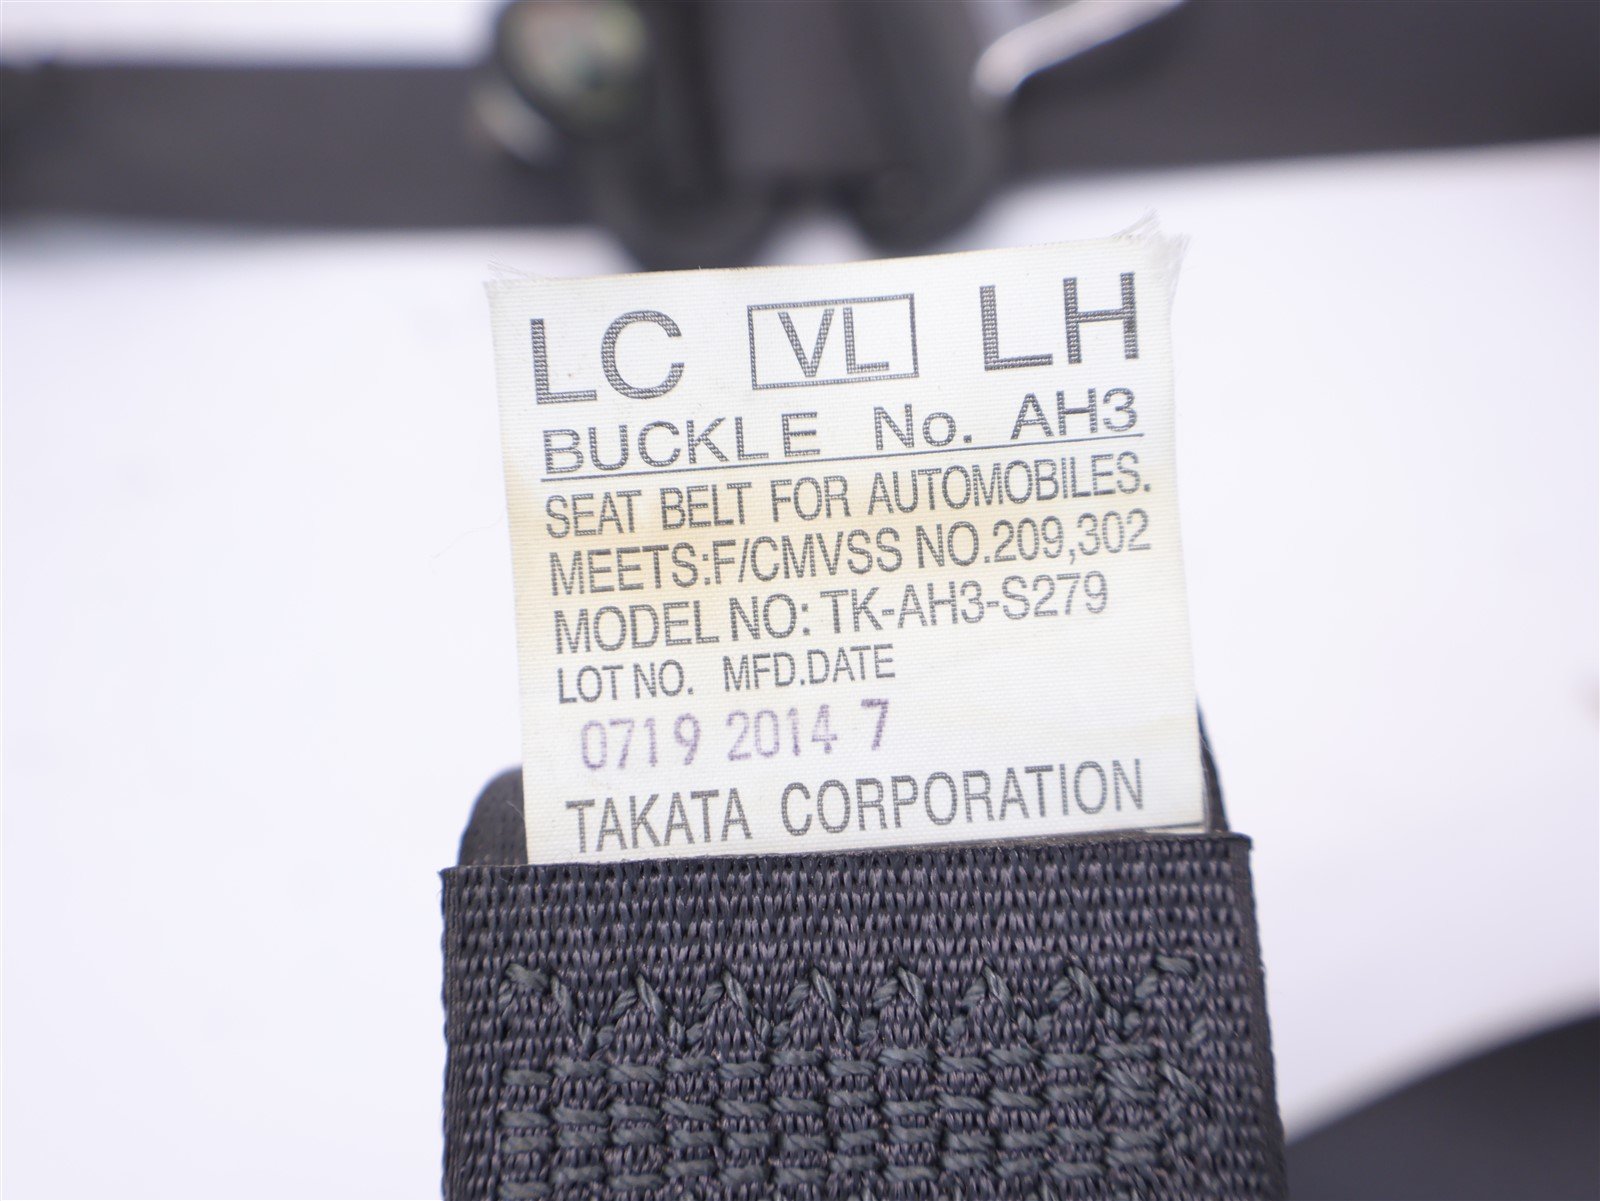 LC VL LH
BUCKLE No. AH3
SEAT BELT FOR AUTOMOBILES.
MEETS:F/CMVSS NO.209,302
MODEL NO: TK-AH3-S279
LOT NO. MFD.DATE
0719 2014 7
TAKATA CORPORATION